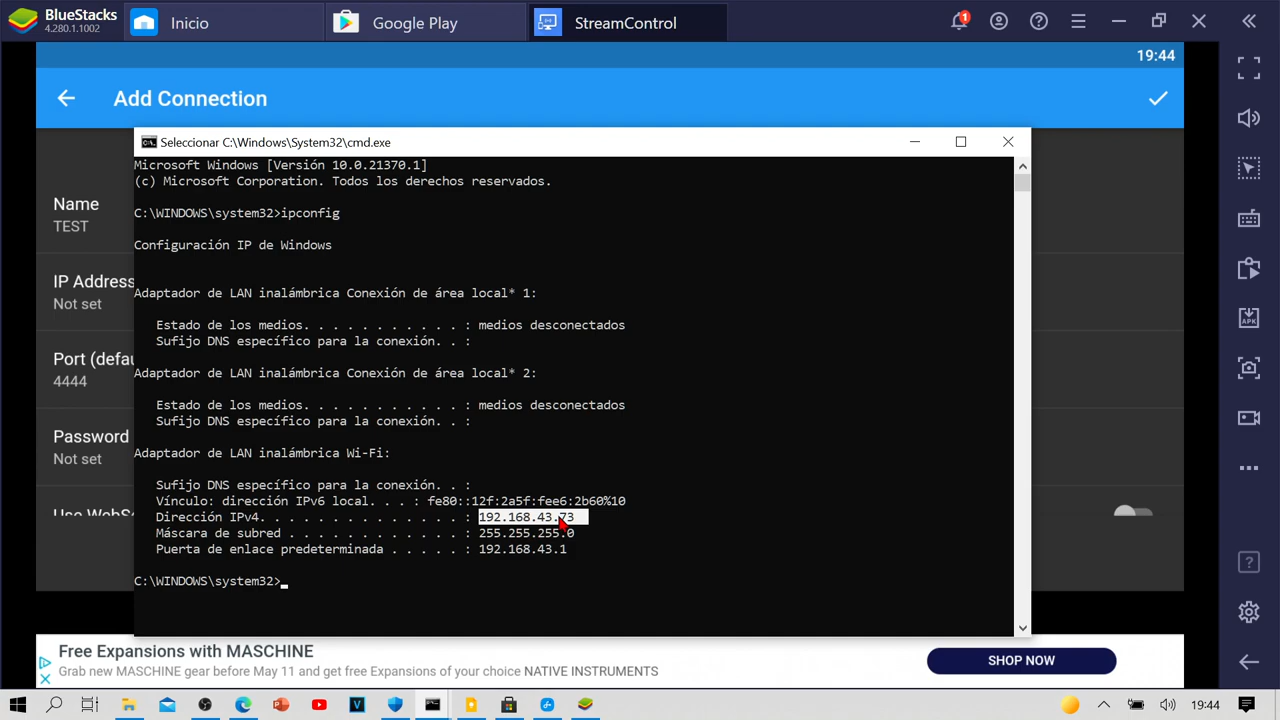 BlueStacks
4.280.1.1002
Inicio
Google Play
StreamControl
1
19:44
Add Connection
Name
TEST
IP Address
Not set
Port (defau
4444
Password
Not set
Use WebSo
Seleccionar C:\Windows\System32\cmd.exe
Microsoft Windows [Versión 10.0.21370.1]
(c) Microsoft Corporation. Todos los derechos reservados.
C:\WINDOWS\system32>ipconfig
Configuración IP de Windows
Adaptador de LAN inalámbrica Conexión de área local* 1:
Estado de los medios. . . . . . . . . . . : medios desconectados
Sufijo DNS específico para la conexión. . :
Adaptador de LAN inalámbrica Conexión de área local* 2:
Estado de los medios. . . . . . . . . . . : medios desconectados
Sufijo DNS específico para la conexión. . :
Adaptador de LAN inalámbrica Wi-Fi:
Sufijo DNS específico para la conexión. . :
Vínculo: dirección IPv6 local. . . : fe80::12f:2a5f:fee6:2b60%10
Dirección IPv4. . . . . . . . . . . . . . : 192.168.43.73
Máscara de subred . . . . . . . . . . . . : 255.255.255.0
Puerta de enlace predeterminada . . . . . : 192.168.43.1
C:\WINDOWS\system32>
Free Expansions with MASCHINE
Grab new MASCHINE gear before May 11 and get free Expansions of your choice NATIVE INSTRUMENTS
SHOP NOW
APK
19:44